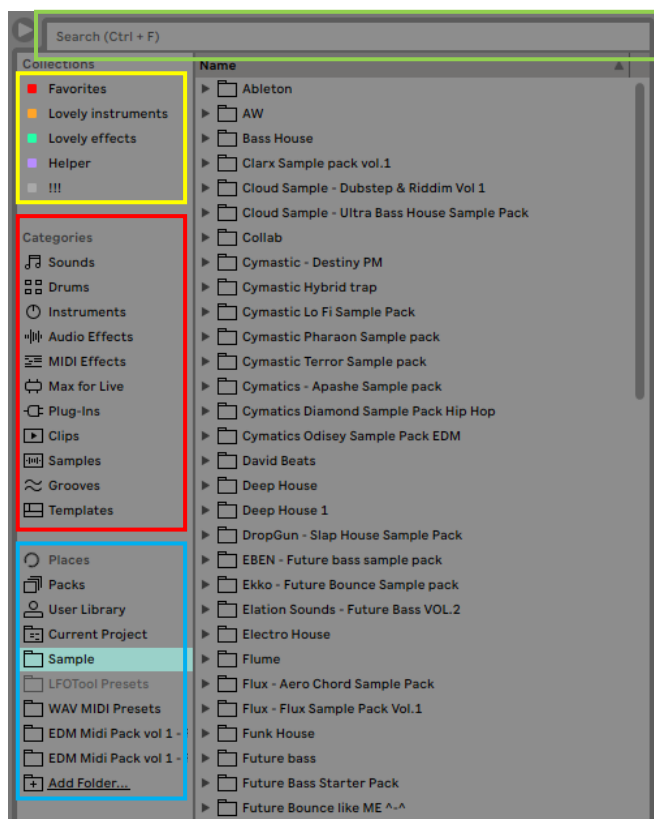 Search (Ctrl + F)
Collections
Favorites
Lovely instruments
Lovely effects
Helper
!!!
Categories
Sounds
Drums
Instruments
Audio Effects
MIDI Effects
Max for Live
Plug-Ins
Clips
Samples
Grooves
Templates
Places
Packs
User Library
Current Project
Sample
LFOTool Presets
WAV MIDI Presets
EDM Midi Pack vol 1 -
EDM Midi Pack vol 1 -
Add Folder...
Name
Ableton
AW
Bass House
Clarx Sample pack vol.1
Cloud Sample - Dubstep & Riddim Vol 1
Cloud Sample - Ultra Bass House Sample Pack
Collab
Cymastic - Destiny PM
Cymastic Hybrid trap
Cymastic Lo Fi Sample Pack
Cymastic Pharaon Sample pack
Cymastic Terror Sample pack
Cymatics - Apashe Sample pack
Cymatics Diamond Sample Pack Hip Hop
Cymatics Odisey Sample Pack EDM
David Beats
Deep House
Deep House 1
DropGun - Slap House Sample Pack
EBEN - Future bass sample pack
Ekko - Future Bounce Sample pack
Elation Sounds - Future Bass VOL.2
Electro House
Flume
Flux - Aero Chord Sample Pack
Flux - Flux Sample Pack Vol.1
Funk House
Future bass
Future Bass Starter Pack
Future Bounce like ME ^-^